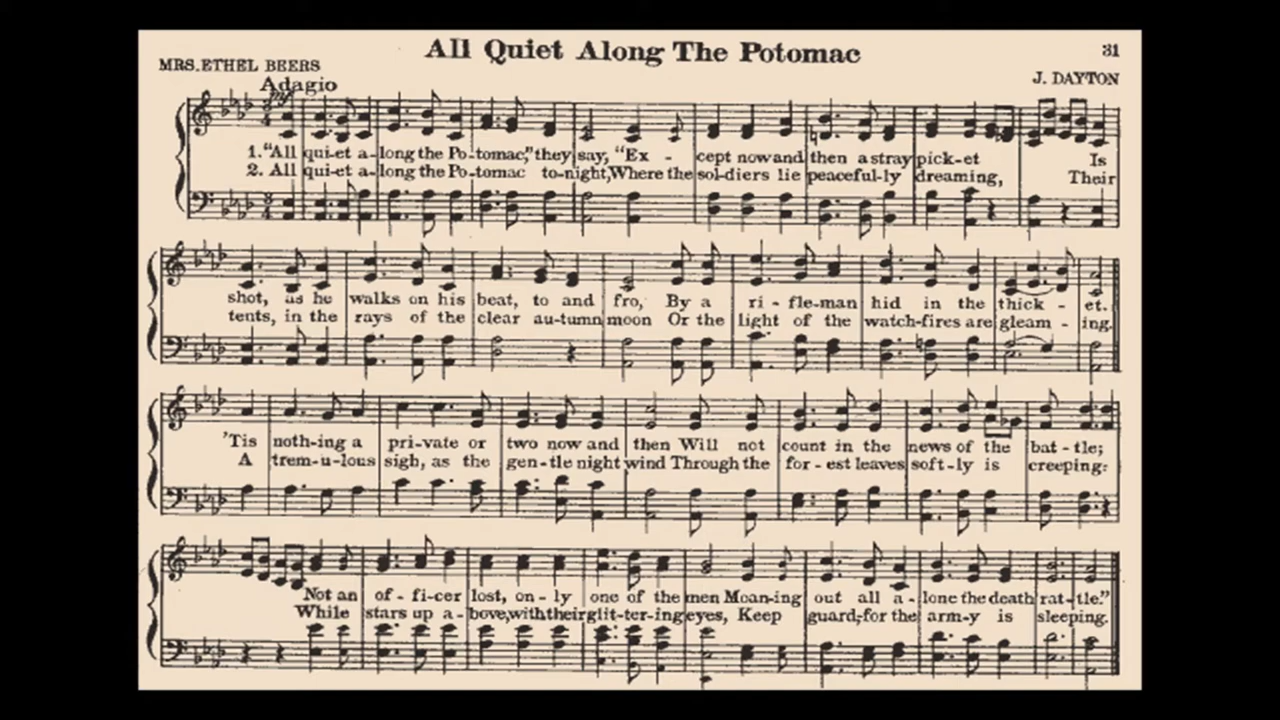 All Quiet Along The Potomac
31
MRS. ETHEL BEERS
J. DAYTON
Adagio
mf
1. “All qui-et a-long the Po-tomac,” they say, “Ex - cept now and then a stray pick-et Is
2. All qui-et a-long the Po-tomac to-night, Where the sol-diers lie peaceful-ly dreaming, Their
shot, as he walks on his beat, to and fro, By a ri - fle-man hid in the thick - et.
tents, in the rays of the clear au-tumn moon Or the light of the watch-fires are gleam - ing.
’Tis noth-ing a pri-vate or two now and then Will not count in the news of the bat - tle;
A trem-u-lous sigh, as the gen-tle night wind Through the for-est leaves soft-ly is creeping:
Not an of - fi-cer lost, on-ly one of the men Moan-ing out all a - lone the death rat-tle.”
While stars up a-bove, with their glit-ter-ing eyes, Keep guard, for the arm-y is sleeping.